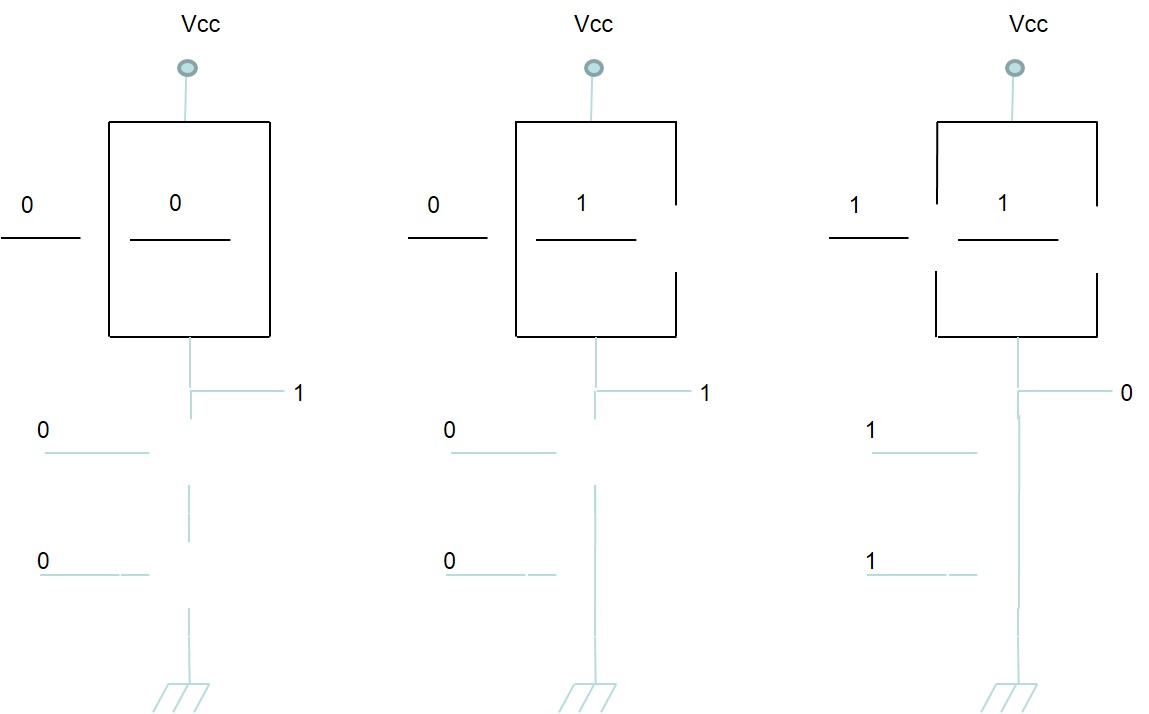 Vcc Vcc Vcc
0 0 0 1 1 1
1 1 0
0 0 1
0 0 1